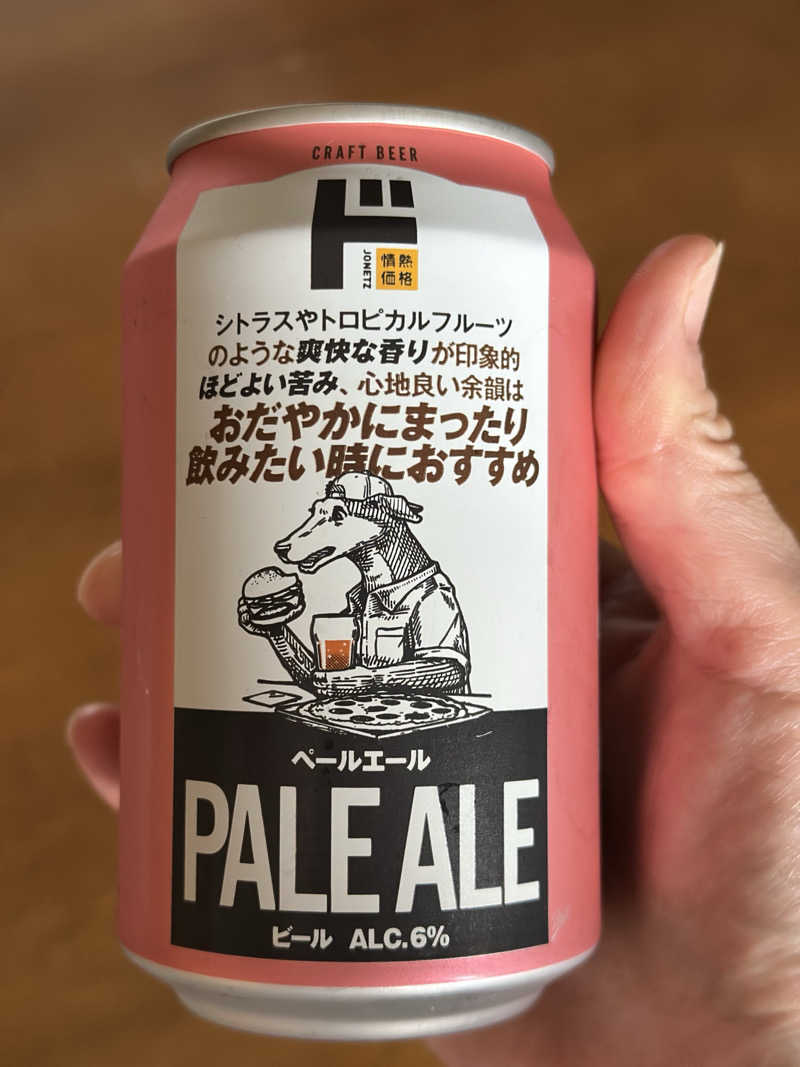 CRAFT BEER
ド
JONETZ
情熱
価格
シトラスやトロピカルフルーツ
のような爽快な香りが印象的
ほどよい苦み、心地良い余韻は
おだやかにまったり
飲みたい時におすすめ
ペールエール
PALE ALE
ビール ALC.6%